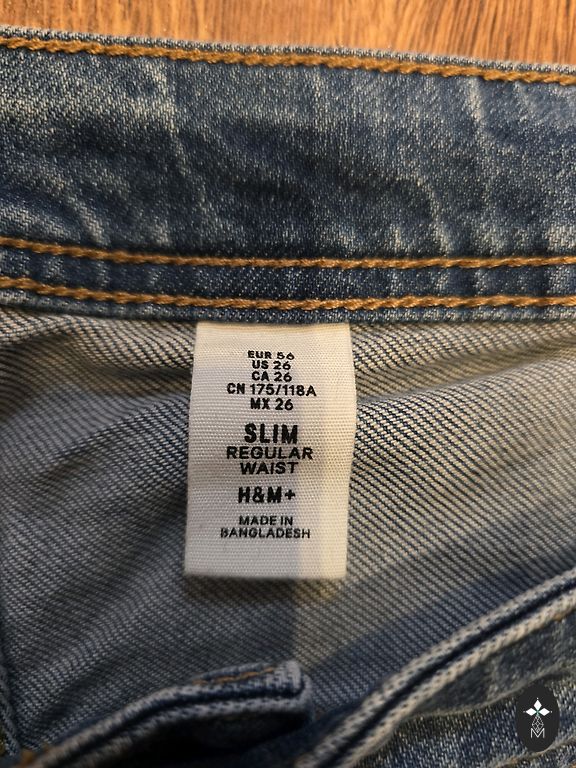 EUR 56
US 26
CA 26
CN 175/118A
MX 26
SLIM
REGULAR
WAIST
H&M+
MADE IN
BANGLADESH
M